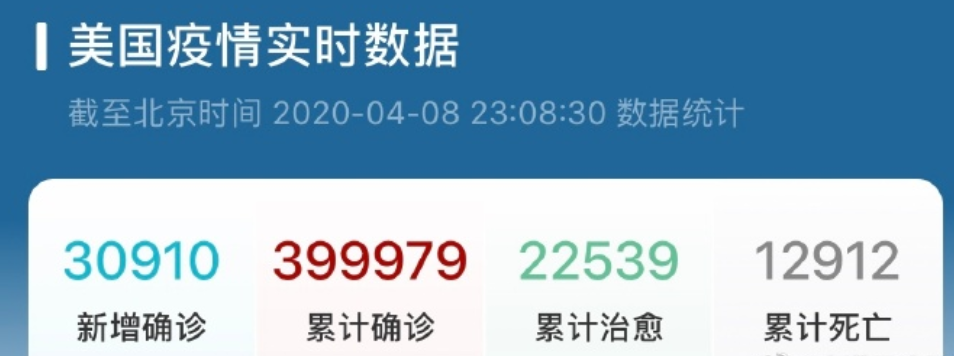 美国疫情实时数据
截至北京时间 2020-04-08 23:08:30 数据统计
30910 399979 22539 12912
新增确诊 累计确诊 累计治愈 累计死亡